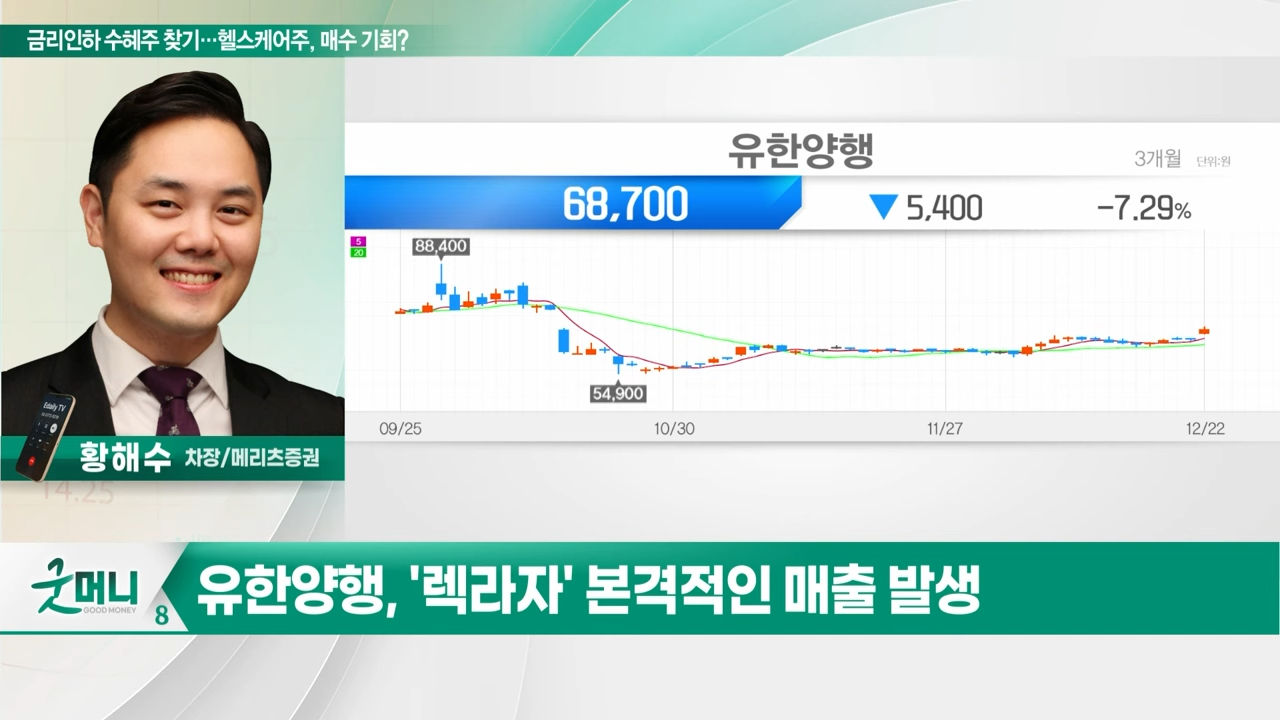 금리인하 수혜주 찾기…헬스케어주, 매수 기회?
유한양행
3개월 단위:원
68,700 ▼ 5,400 -7.29%
5
20
88,400
54,900
09/25 10/30 11/27 12/22
Edaily TV
황해수 차장/메리츠증권
14.25
굿머니
GOOD MONEY
8
유한양행, '렉라자' 본격적인 매출 발생